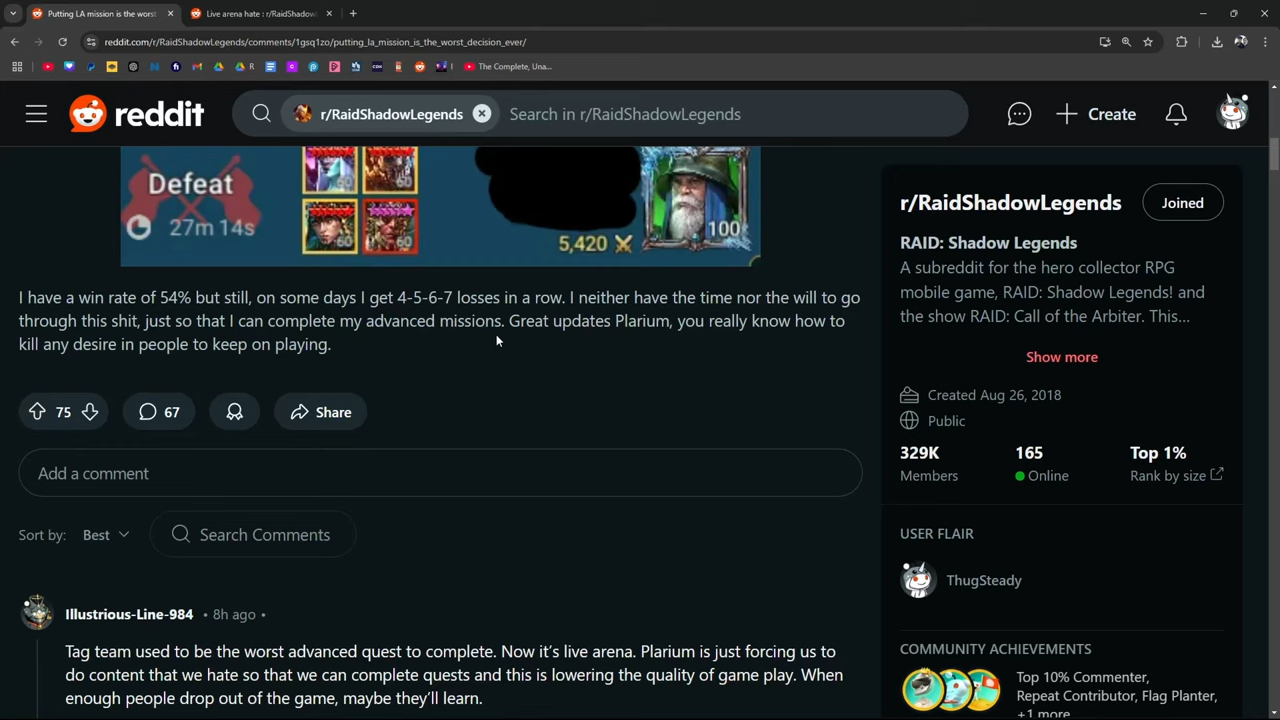 Putting LA mission is the worst
Live arena hate : r/RaidShadowL
reddit.com/r/RaidShadowLegends/comments/1gsq1zo/putting_la_mission_is_the_worst_decision_ever/
The Complete, Una...
reddit
r/RaidShadowLegends
Search in r/RaidShadowLegends
Create
Defeat
27m 14s
60 60
60 60
5,420
100
I have a win rate of 54% but still, on some days I get 4-5-6-7 losses in a row. I neither have the time nor the will to go
through this shit, just so that I can complete my advanced missions. Great updates Plarium, you really know how to
kill any desire in people to keep on playing.
75
67
Share
Add a comment
Sort by: Best
Search Comments
Illustrious-Line-984 • 8h ago •
Tag team used to be the worst advanced quest to complete. Now it's live arena. Plarium is just forcing us to
do content that we hate so that we can complete quests and this is lowering the quality of game play. When
enough people drop out of the game, maybe they'll learn.
r/RaidShadowLegends
Joined
RAID: Shadow Legends
A subreddit for the hero collector RPG
mobile game, RAID: Shadow Legends! and
the show RAID: Call of the Arbiter. This...
Show more
Created Aug 26, 2018
Public
329K 165 Top 1%
Members Online Rank by size
USER FLAIR
ThugSteady
COMMUNITY ACHIEVEMENTS
Top 10% Commenter,
Repeat Contributor, Flag Planter,
+1 more